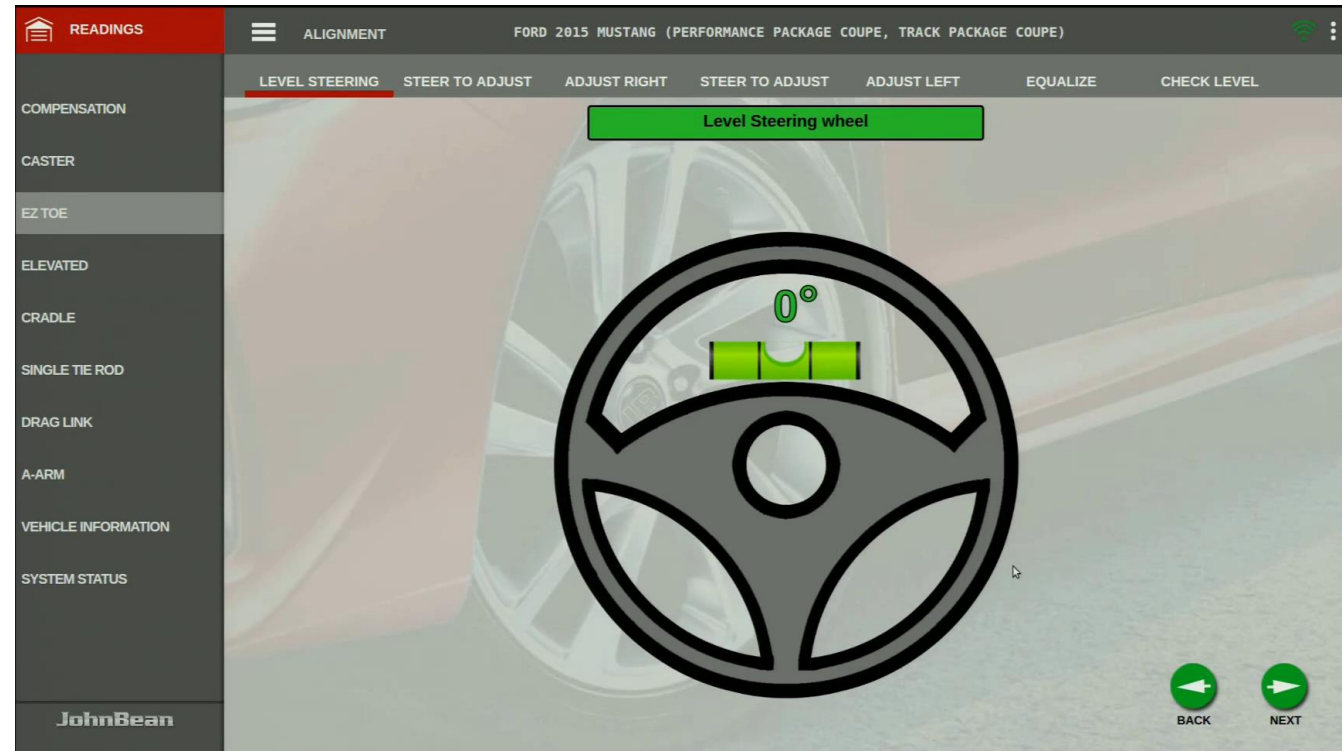 READINGS
ALIGNMENT
FORD 2015 MUSTANG (PERFORMANCE PACKAGE COUPE, TRACK PACKAGE COUPE)
LEVEL STEERING
STEER TO ADJUST
ADJUST RIGHT
STEER TO ADJUST
ADJUST LEFT
EQUALIZE
CHECK LEVEL
COMPENSATION
CASTER
EZ TOE
ELEVATED
CRADLE
SINGLE TIE ROD
DRAG LINK
A-ARM
VEHICLE INFORMATION
SYSTEM STATUS
JohnBean
Level Steering wheel
0°
BACK
NEXT